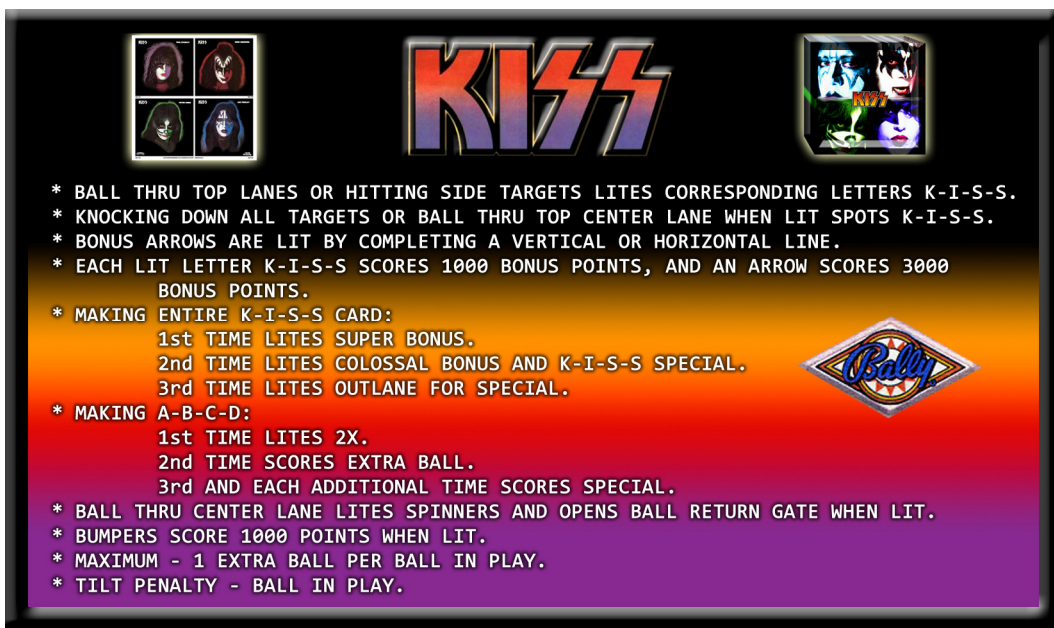 KISS
KISS
* BALL THRU TOP LANES OR HITTING SIDE TARGETS LITES CORRESPONDING LETTERS K-I-S-S.
* KNOCKING DOWN ALL TARGETS OR BALL THRU TOP CENTER LANE WHEN LIT SPOTS K-I-S-S.
* BONUS ARROWS ARE LIT BY COMPLETING A VERTICAL OR HORIZONTAL LINE.
* EACH LIT LETTER K-I-S-S SCORES 1000 BONUS POINTS, AND AN ARROW SCORES 3000
BONUS POINTS.
* MAKING ENTIRE K-I-S-S CARD:
1st TIME LITES SUPER BONUS.
2nd TIME LITES COLOSSAL BONUS AND K-I-S-S SPECIAL.
3rd TIME LITES OUTLANE FOR SPECIAL.
Bally
* MAKING A-B-C-D:
1st TIME LITES 2X.
2nd TIME SCORES EXTRA BALL.
3rd AND EACH ADDITIONAL TIME SCORES SPECIAL.
* BALL THRU CENTER LANE LITES SPINNERS AND OPENS BALL RETURN GATE WHEN LIT.
* BUMPERS SCORE 1000 POINTS WHEN LIT.
* MAXIMUM - 1 EXTRA BALL PER BALL IN PLAY.
* TILT PENALTY - BALL IN PLAY.